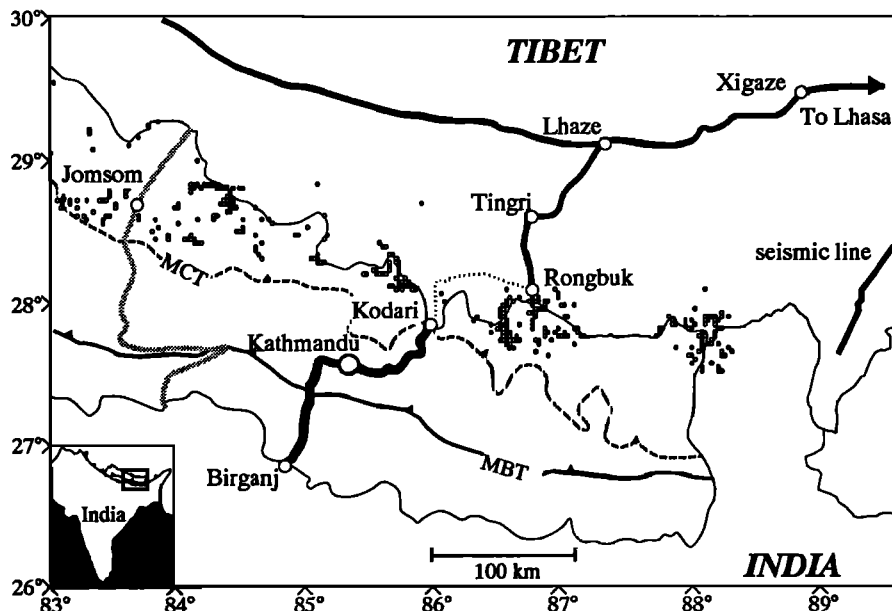 30°
TIBET
Xigaze
To Lhasa
Lhaze
29°
Jomsom
Tingri
seismic line
Rongbuk
MCT
28°
Kodari
Kathmandu
27°
Birganj
MBT
India
100 km
INDIA
26°
83 84 85 86° 87° 88° 89°